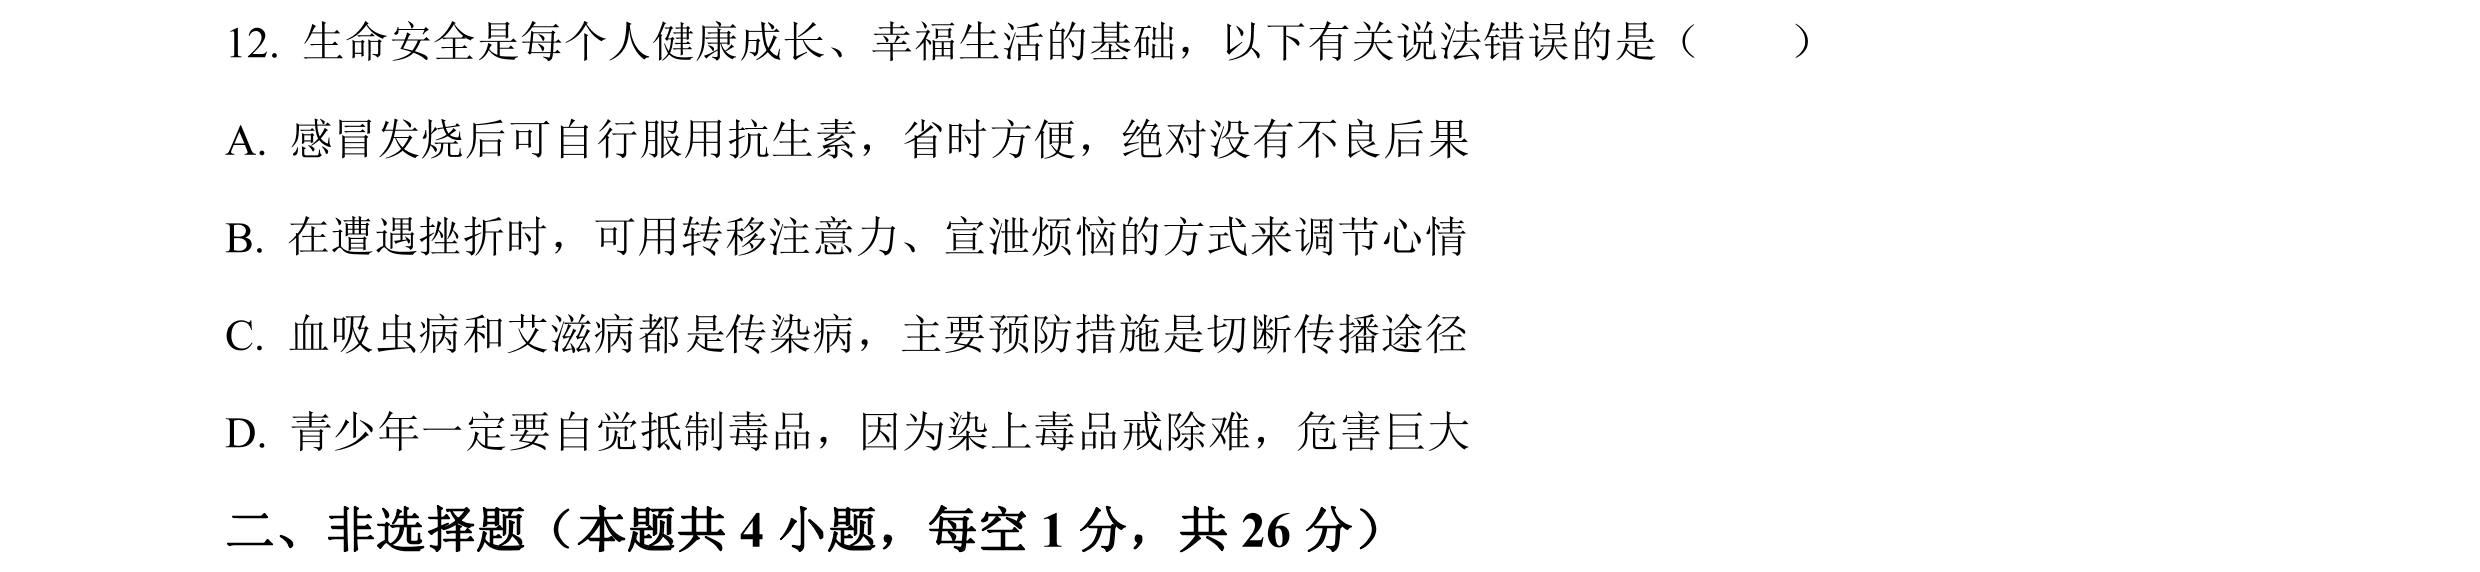 12. 生命安全是每个人健康成长、幸福生活的基础，以下有关说法错误的是（　　）
A. 感冒发烧后可自行服用抗生素，省时方便，绝对没有不良后果
B. 在遭遇挫折时，可用转移注意力、宣泄烦恼的方式来调节心情
C. 血吸虫病和艾滋病都是传染病，主要预防措施是切断传播途径
D. 青少年一定要自觉抵制毒品，因为染上毒品戒除难，危害巨大
二、非选择题（本题共 4 小题，每空 1 分，共 26 分）